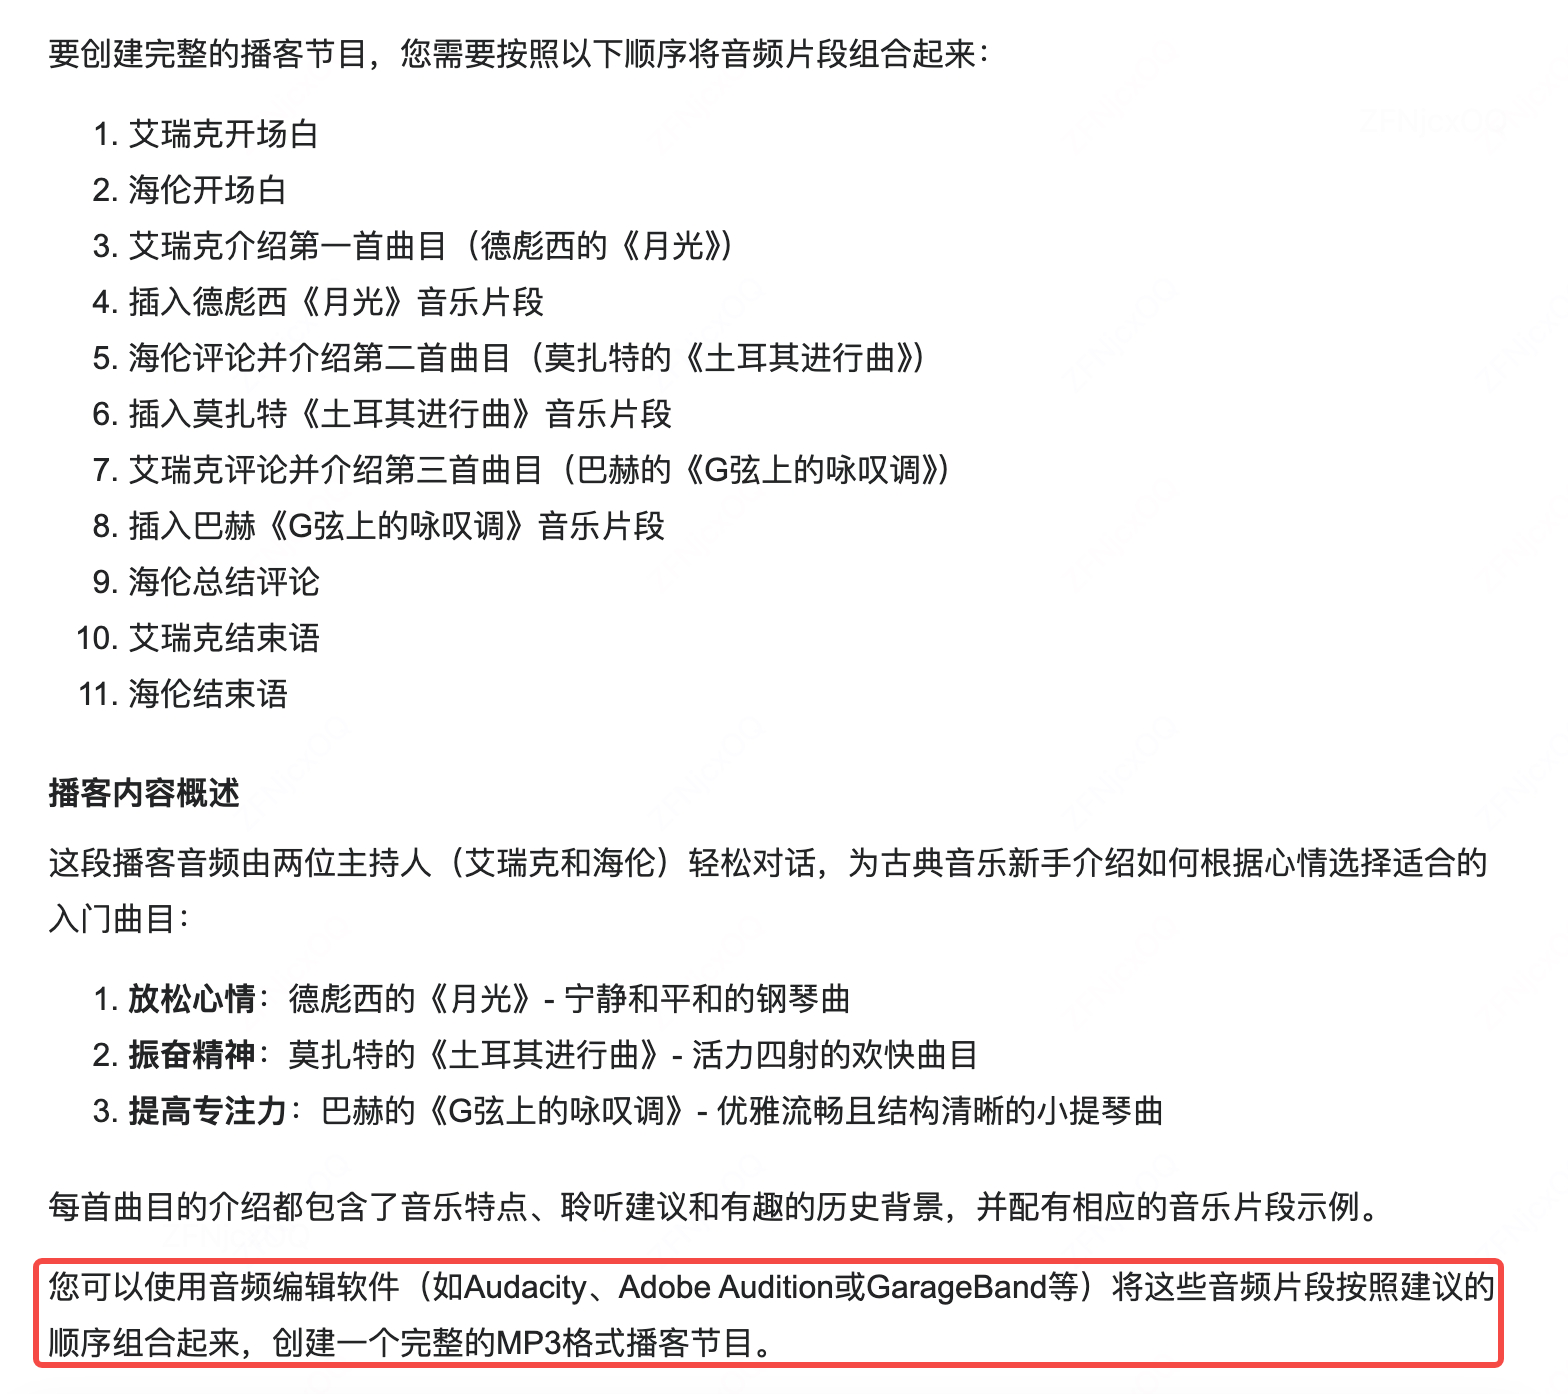 要创建完整的播客节目，您需要按照以下顺序将音频片段组合起来：
1. 艾瑞克开场白
2. 海伦开场白
3. 艾瑞克介绍第一首曲目（德彪西的《月光》）
4. 插入德彪西《月光》音乐片段
5. 海伦评论并介绍第二首曲目（莫扎特的《土耳其进行曲》）
6. 插入莫扎特《土耳其进行曲》音乐片段
7. 艾瑞克评论并介绍第三首曲目（巴赫的《G弦上的咏叹调》）
8. 插入巴赫《G弦上的咏叹调》音乐片段
9. 海伦总结评论
10. 艾瑞克结束语
11. 海伦结束语
播客内容概述
这段播客音频由两位主持人（艾瑞克和海伦）轻松对话，为古典音乐新手介绍如何根据心情选择适合的
入门曲目：
1. 放松心情：德彪西的《月光》- 宁静和平和的钢琴曲
2. 振奋精神：莫扎特的《土耳其进行曲》- 活力四射的欢快曲目
3. 提高专注力：巴赫的《G弦上的咏叹调》- 优雅流畅且结构清晰的小提琴曲
每首曲目的介绍都包含了音乐特点、聆听建议和有趣的历史背景，并配有相应的音乐片段示例。
您可以使用音频编辑软件（如Audacity、Adobe Audition或GarageBand等）将这些音频片段按照建议的
顺序组合起来，创建一个完整的MP3格式播客节目。